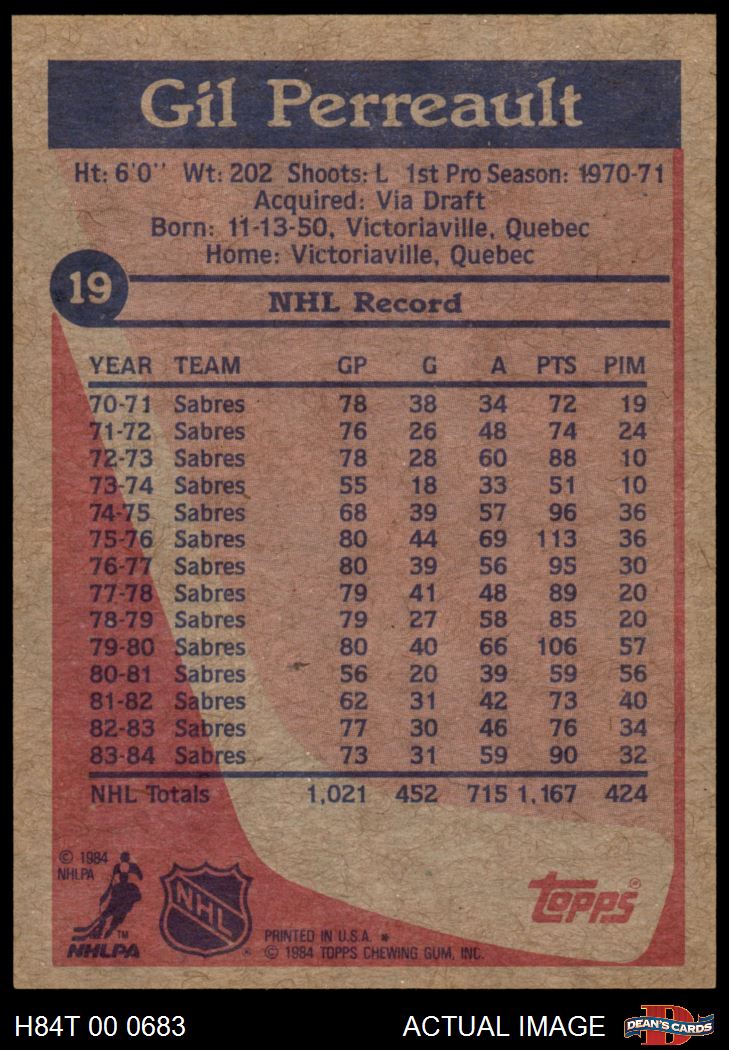 Gil Perreault
Ht: 6'0'' Wt: 202 Shoots: L 1st Pro Season: 1970-71
Acquired: Via Draft
Born: 11-13-50, Victoriaville, Quebec
Home: Victoriaville, Quebec
19
NHL Record
YEAR TEAM GP G A PTS PIM
70-71 Sabres 78 38 34 72 19
71-72 Sabres 76 26 48 74 24
72-73 Sabres 78 28 60 88 10
73-74 Sabres 55 18 33 51 10
74-75 Sabres 68 39 57 96 36
75-76 Sabres 80 44 69 113 36
76-77 Sabres 80 39 56 95 30
77-78 Sabres 79 41 48 89 20
78-79 Sabres 79 27 58 85 20
79-80 Sabres 80 40 66 106 57
80-81 Sabres 56 20 39 59 56
81-82 Sabres 62 31 42 73 40
82-83 Sabres 77 30 46 76 34
83-84 Sabres 73 31 59 90 32
NHL Totals 1,021 452 715 1,167 424
© 1984
NHLPA
TM
NHLPA
NHL
®
PRINTED IN U.S.A. *
© 1984 TOPPS CHEWING GUM, INC.
topps®
H84T 00 0683 ACTUAL IMAGE
D
DEAN'S CARDS